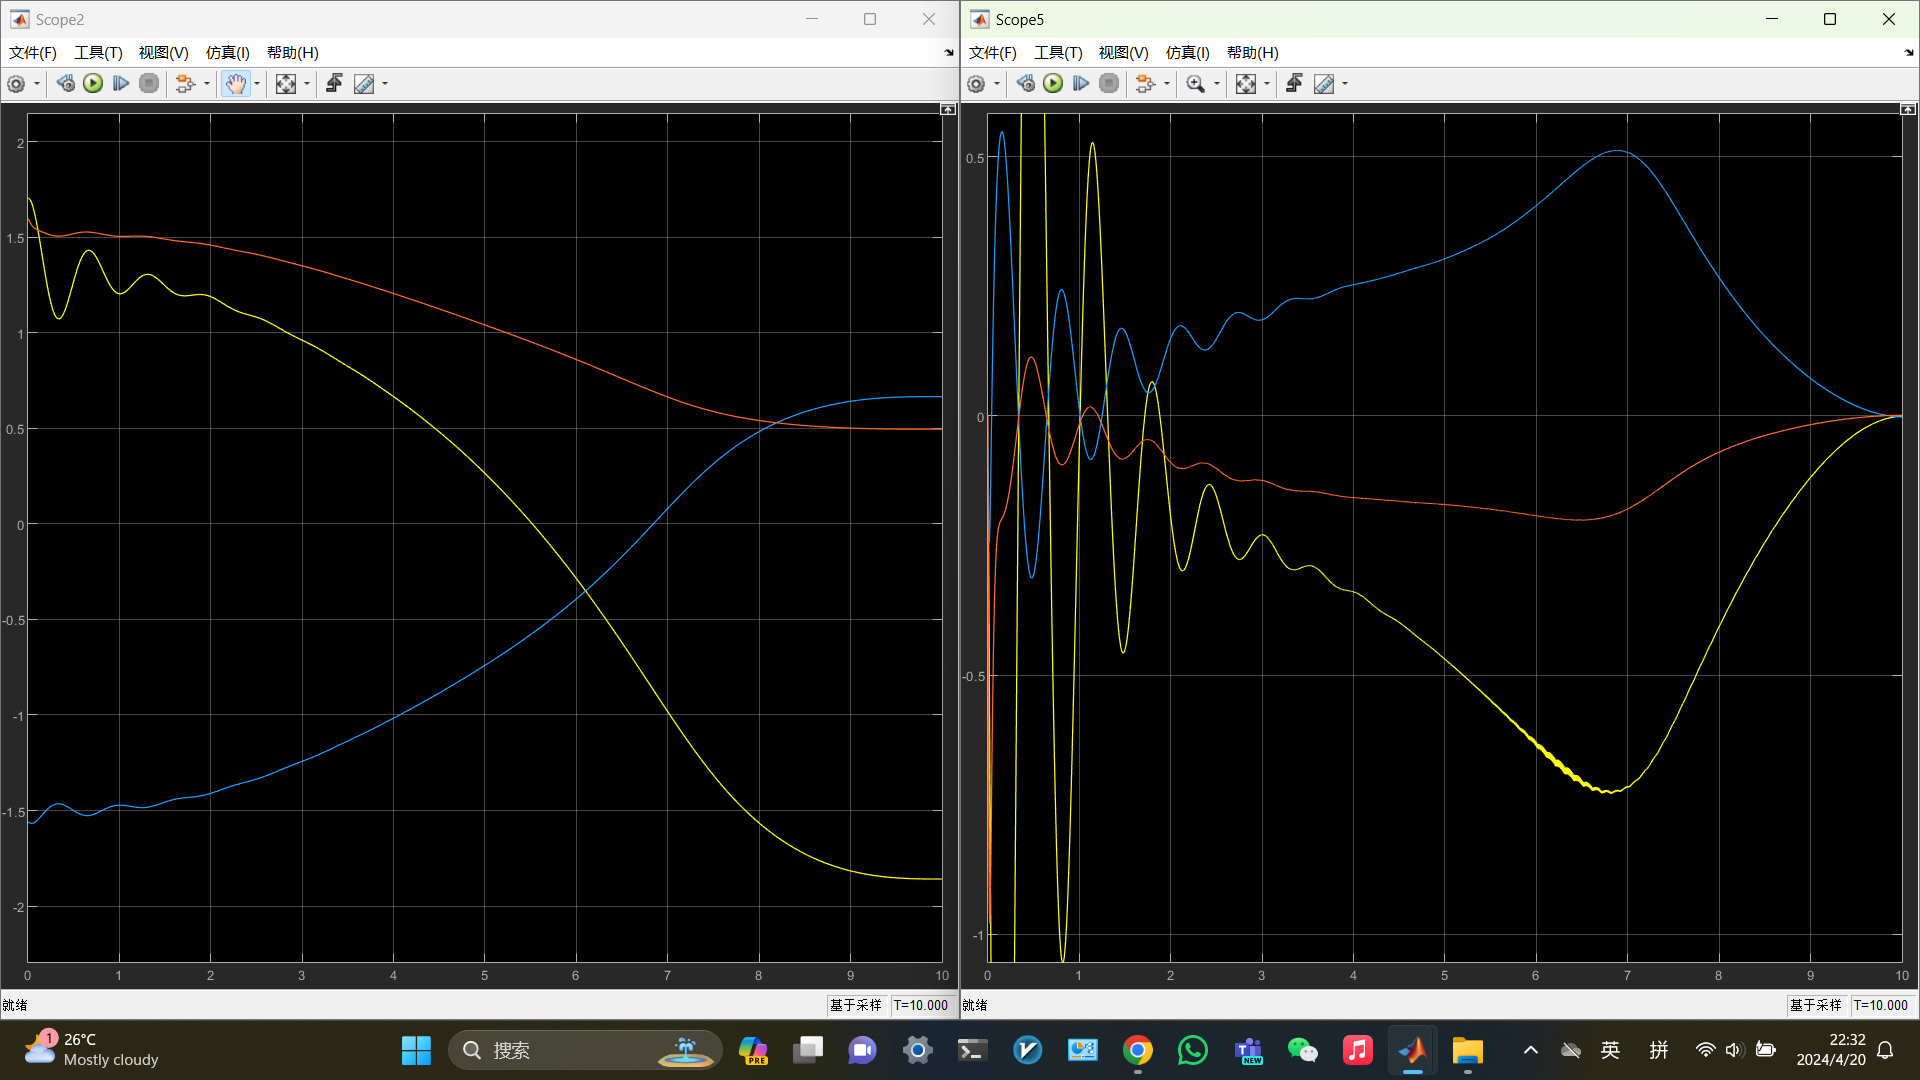 Scope2
文件(F) 工具(T) 视图(V) 仿真(I) 帮助(H)
2
1.5
1
0.5
0
-0.5
-1
-1.5
-2
0 1 2 3 4 5 6 7 8 9 10
就绪 基于采样 T=10.000
Scope5
文件(F) 工具(T) 视图(V) 仿真(I) 帮助(H)
0.5
0
-0.5
-1
0 1 2 3 4 5 6 7 8 9 10
就绪 基于采样 T=10.000
1
26°C
Mostly cloudy
搜索
PRE
NEW
英
拼
22:32
2024/4/20